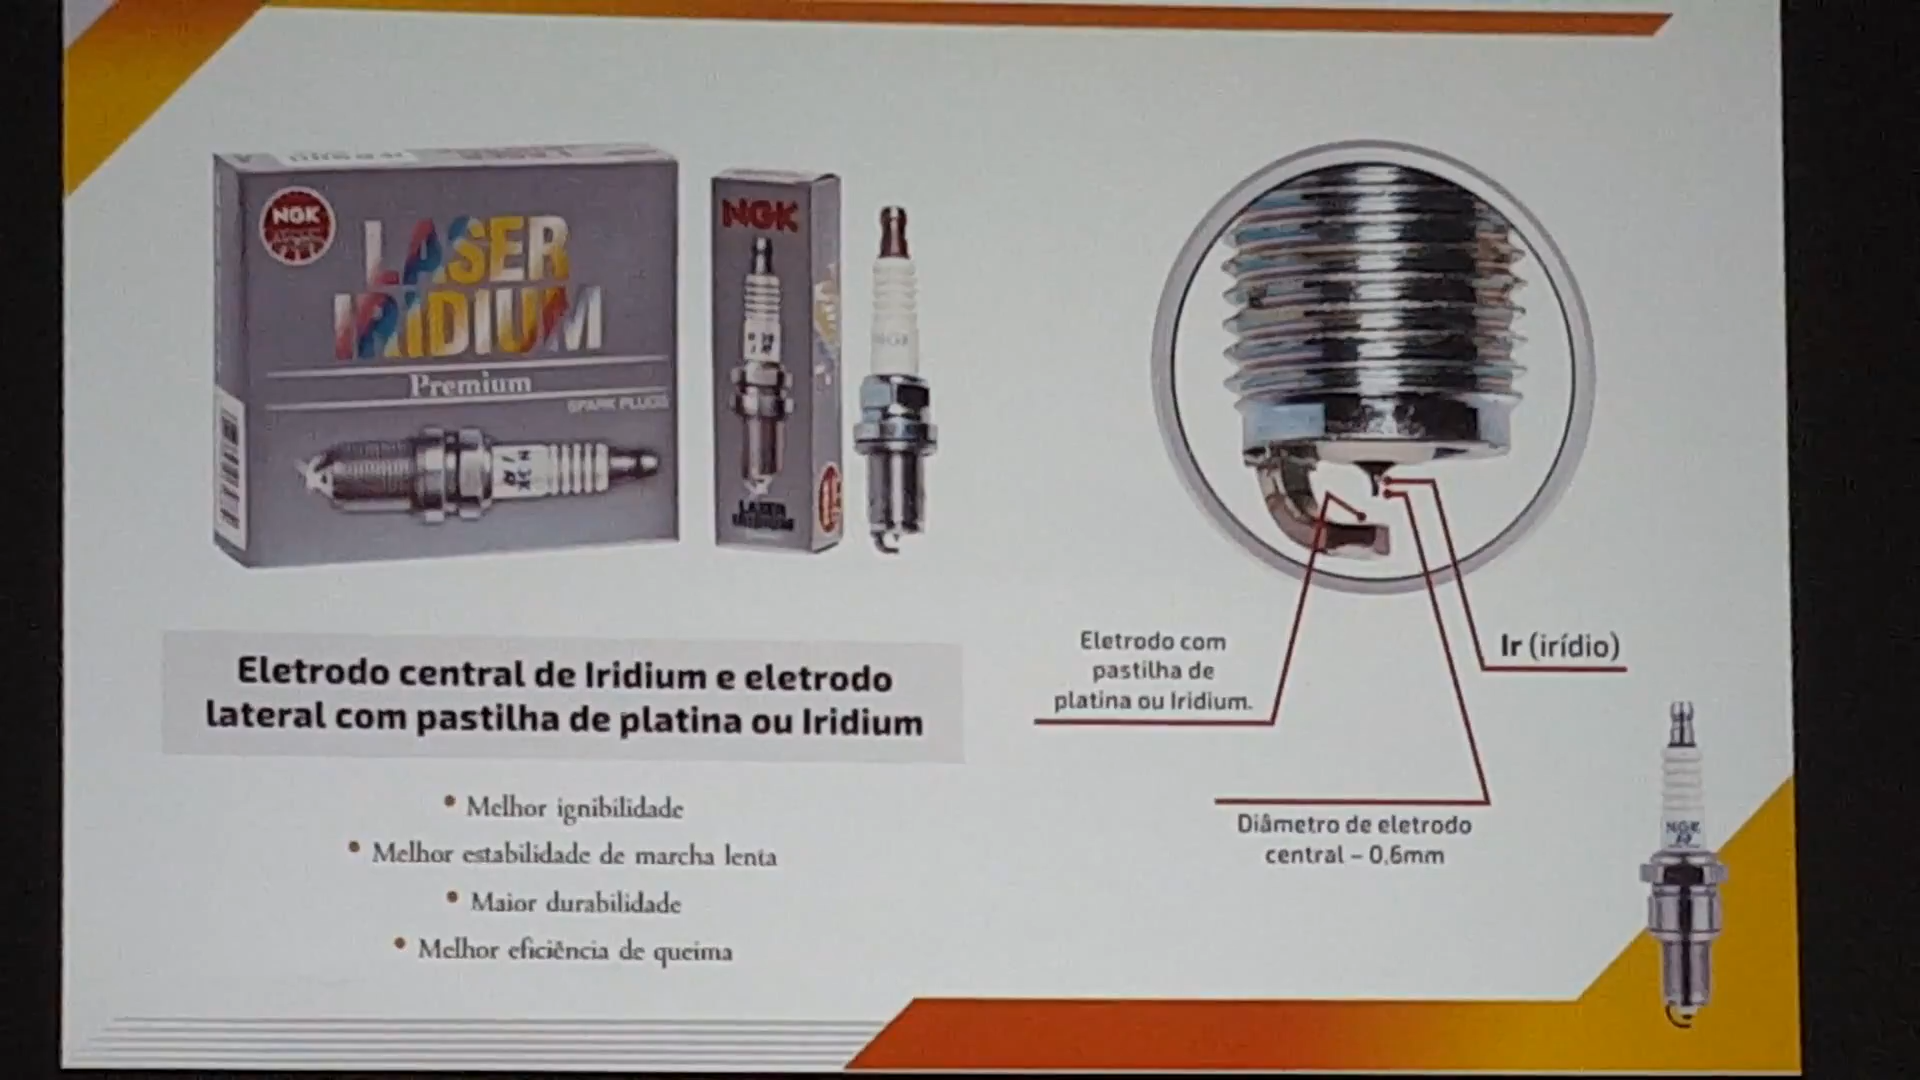 NGK
LASER
IRIDIUM
Premium
SPARK PLUGS
NGK
LASER
IRIDIUM
NGK
Eletrodo central de Iridium e eletrodo
lateral com pastilha de platina ou Iridium
• Melhor ignibilidade
• Melhor estabilidade de marcha lenta
• Maior durabilidade
• Melhor eficiência de queima
Eletrodo com
pastilha de
platina ou Iridium.
Ir (irídio)
Diâmetro de eletrodo
central – 0,6mm
NGK